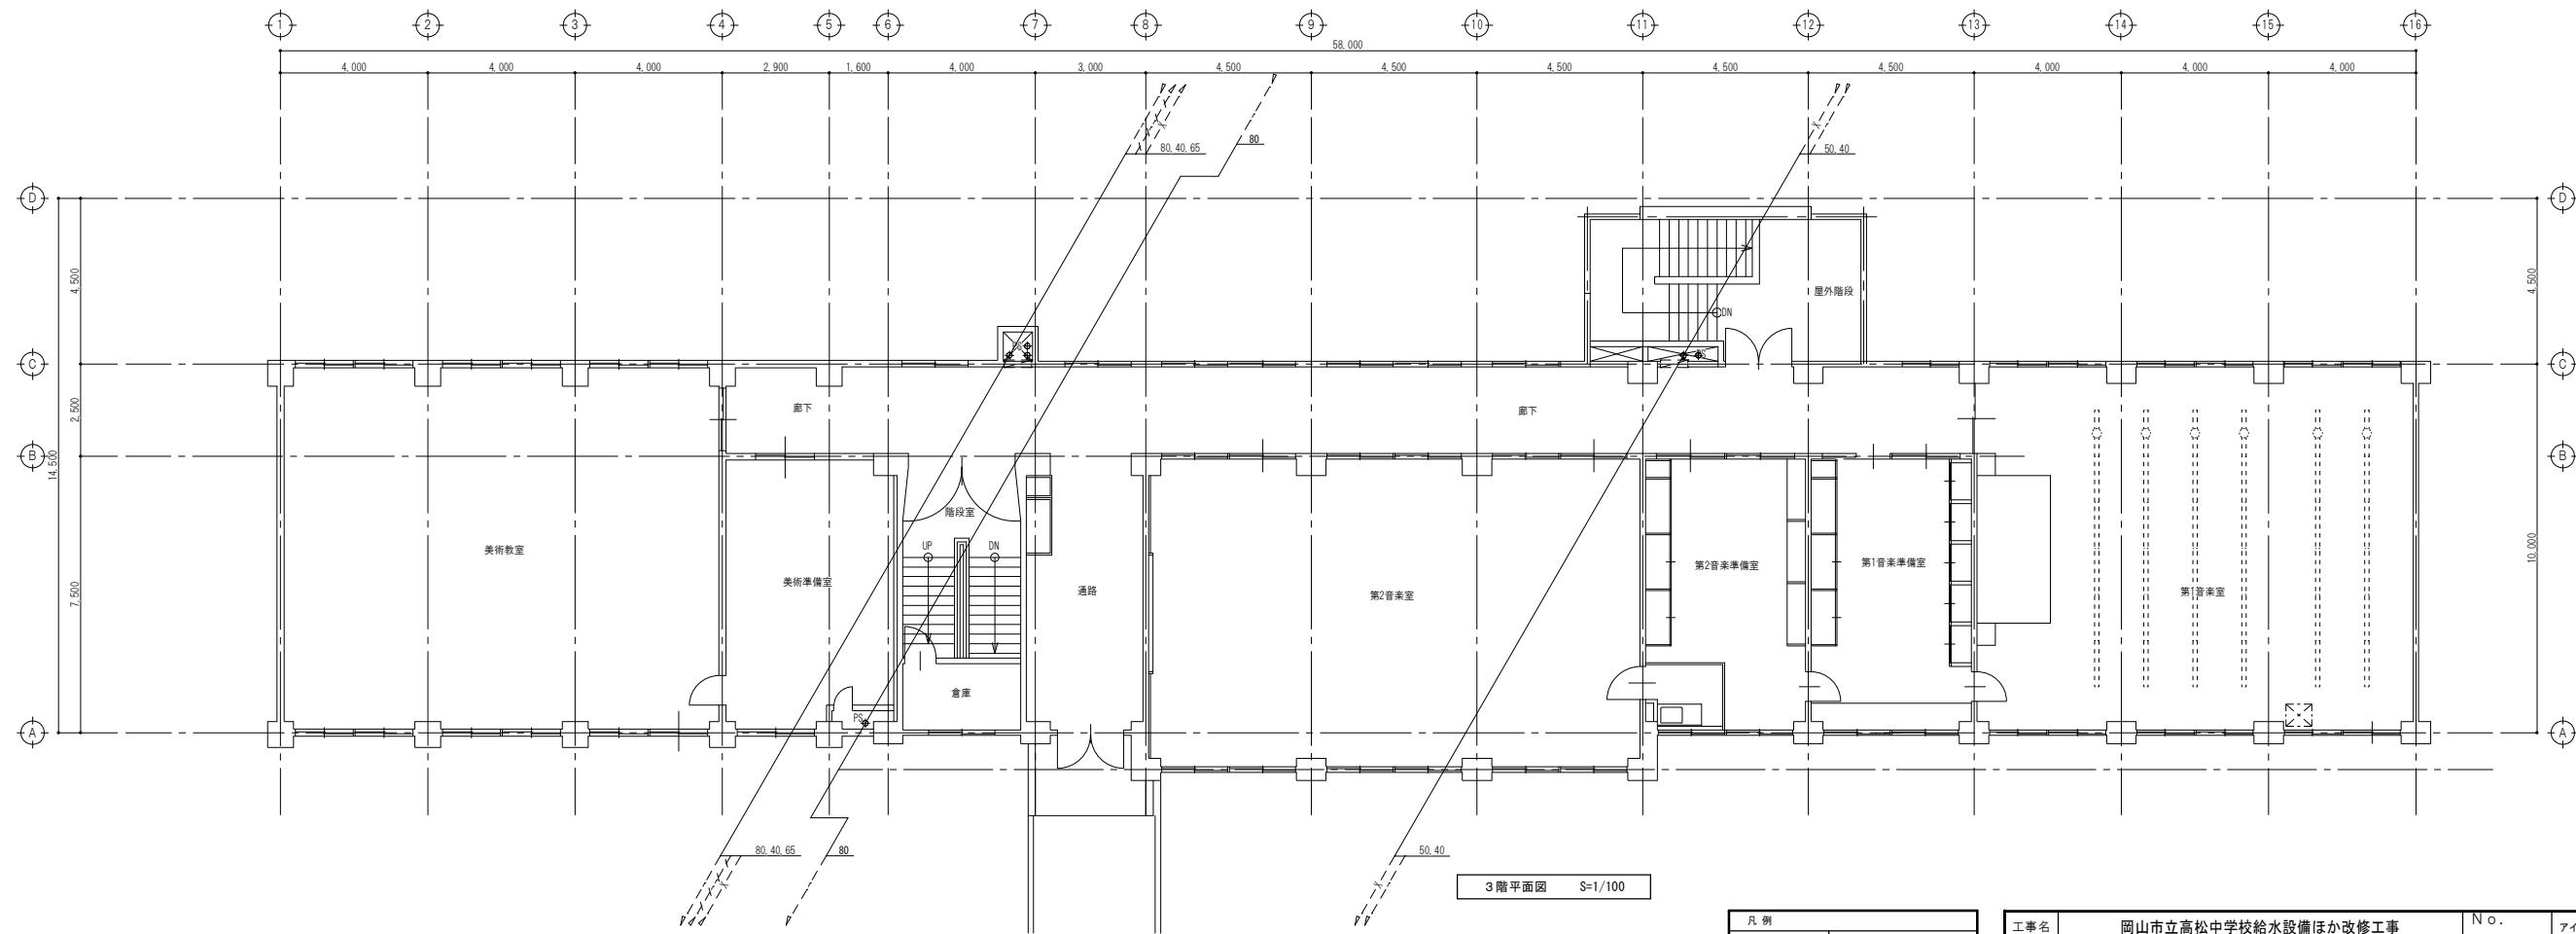 1 2 3 4 5 6 7 8 9 10 11 12 13 14 15 16
58,000
4,000 4,000 4,000 2,900 1,600 4,000 3,000 4,500 4,500 4,500 4,500 4,500 4,000 4,000 4,000
80,40,65
80
50,40
D D
4,500 4,500
屋外階段
DN
PS PS
C C
2,500
廊下 廊下
B B
14,500
階段室
UP DN
美術教室
7,500
美術準備室
通路
第2音楽室
第2音楽準備室
第1音楽準備室
第1音楽室
10,000
倉庫
PS
A A
80,40,65
80
50,40
3階平面図 S=1/100
凡 例
工事名 岡山市立高松中学校給水設備ほか改修工事 No.